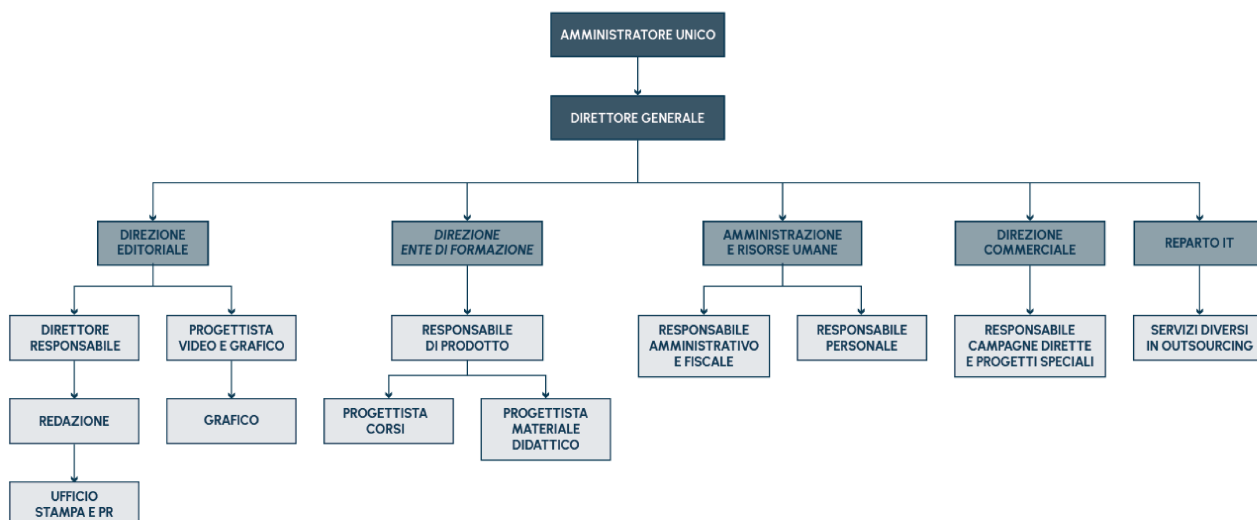 AMMINISTRATORE UNICO
DIRETTORE GENERALE
DIREZIONE
EDITORIALE
DIREZIONE
ENTE DI FORMAZIONE
AMMINISTRAZIONE
E RISORSE UMANE
DIREZIONE
COMMERCIALE
REPARTO IT
DIRETTORE
RESPONSABILE
PROGETTISTA
VIDEO E GRAFICO
RESPONSABILE
DI PRODOTTO
RESPONSABILE
AMMINISTRATIVO
E FISCALE
RESPONSABILE
PERSONALE
RESPONSABILE
CAMPAGNE DIRETTE
E PROGETTI SPECIALI
SERVIZI DIVERSI
IN OUTSOURCING
REDAZIONE
GRAFICO
PROGETTISTA
CORSI
PROGETTISTA
MATERIALE
DIDATTICO
UFFICIO
STAMPA E PR